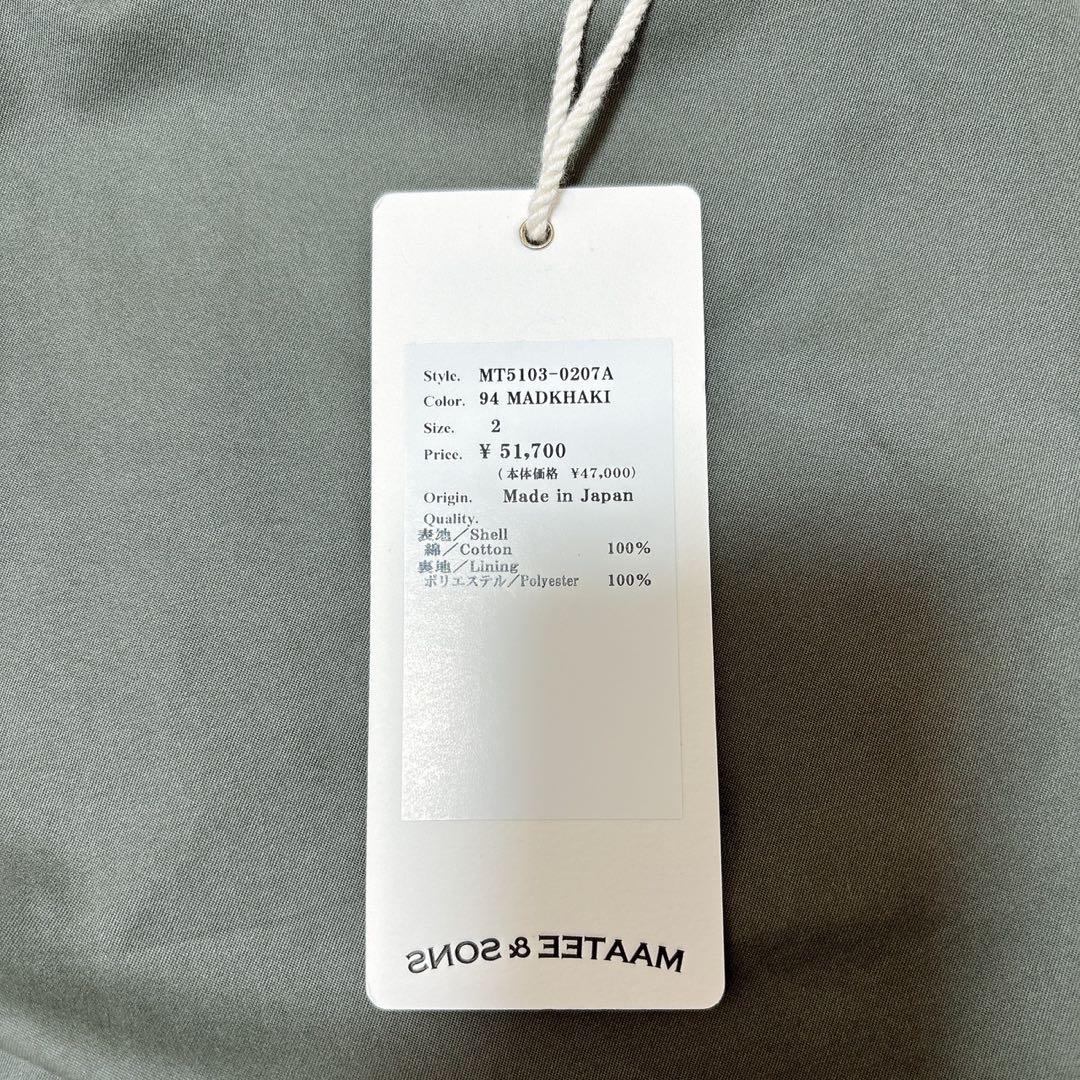 Style. MT5103-0207A
Color. 94 MADKHAKI
Size. 2
Price. ¥ 51,700
(本体価格 ¥47,000)
Origin. Made in Japan
Quality.
表地/Shell
綿/Cotton 100%
裏地/Lining
ポリエステル/Polyester 100%
MAATEE & SONS